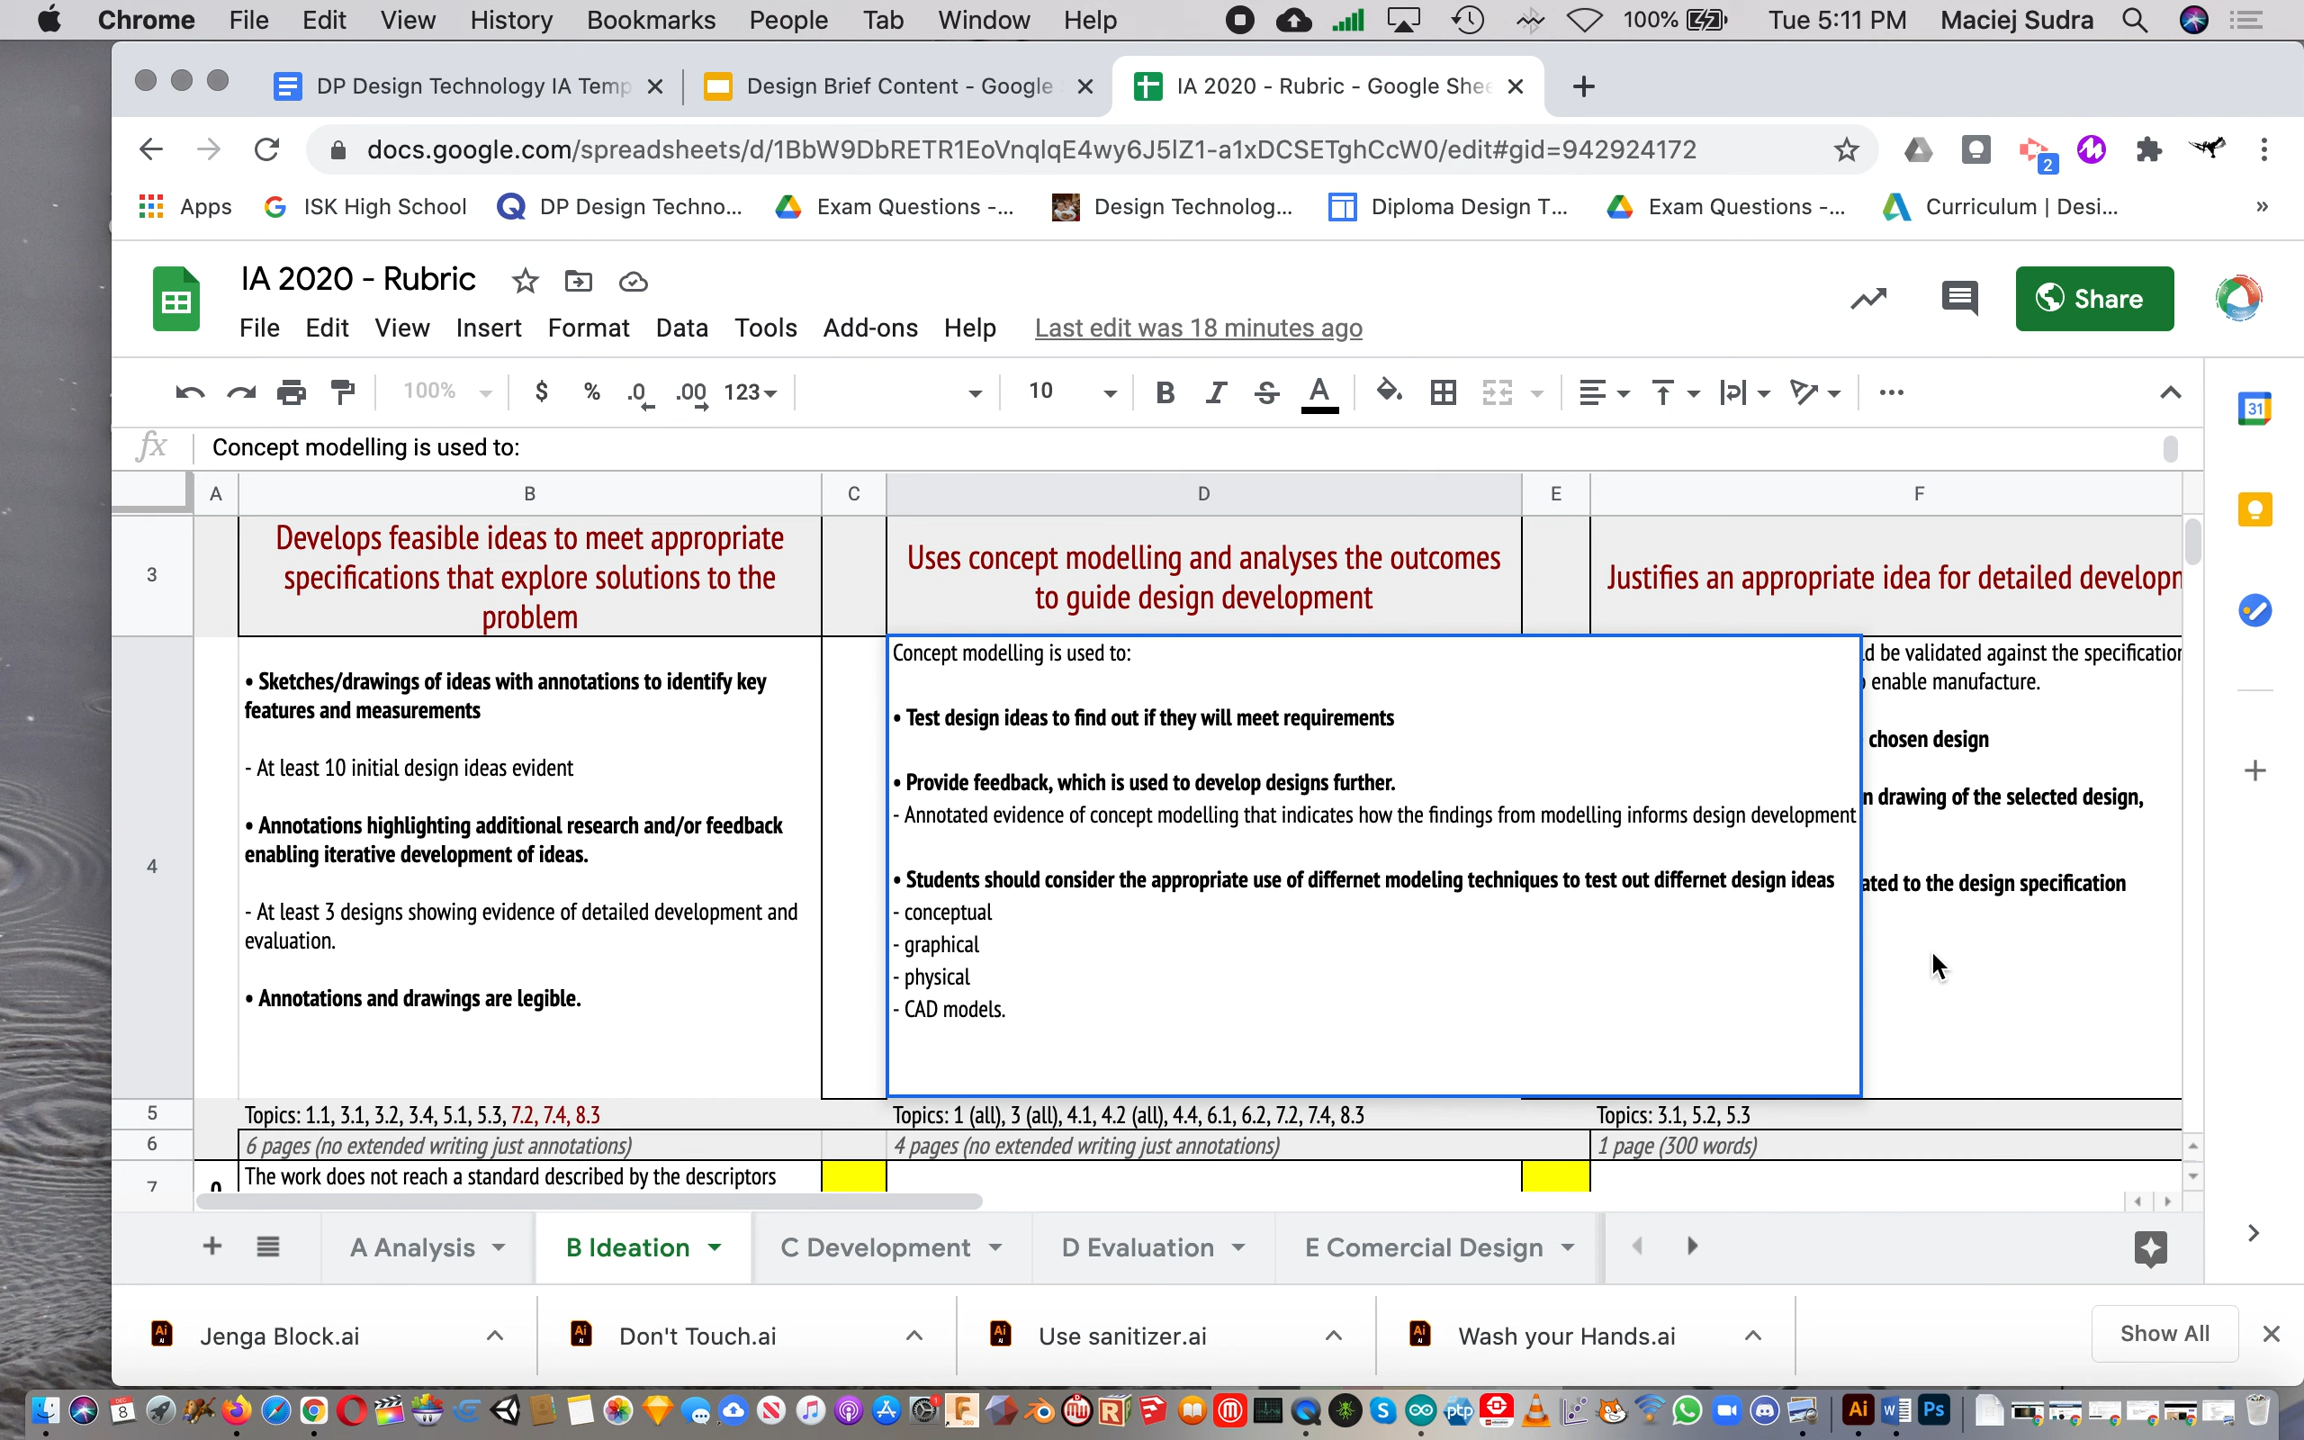 Chrome File Edit View History Bookmarks People Tab Window Help 100% Tue 5:11 PM Maciej Sudra
DP Design Technology IA Temp
Design Brief Content - Google
IA 2020 - Rubric - Google Shee
docs.google.com/spreadsheets/d/1BbW9DbRETR1EoVnqlqE4wy6J5lZ1-a1xDCSETghCcW0/edit#gid=942924172
2
Apps ISK High School DP Design Techno... Exam Questions -... Design Technolog... Diploma Design T... Exam Questions -... Curriculum | Desi... »
IA 2020 - Rubric
Share
File Edit View Insert Format Data Tools Add-ons Help Last edit was 18 minutes ago
100% $ % .0 .00 123 10 B I S A
31
fx Concept modelling is used to:
A B C D E F
3
Develops feasible ideas to meet appropriate
specifications that explore solutions to the
problem
Uses concept modelling and analyses the outcomes
to guide design development
Justifies an appropriate idea for detailed developn
4
• Sketches/drawings of ideas with annotations to identify key
features and measurements
- At least 10 initial design ideas evident
• Annotations highlighting additional research and/or feedback
enabling iterative development of ideas.
- At least 3 designs showing evidence of detailed development and
evaluation.
• Annotations and drawings are legible.
Concept modelling is used to:
• Test design ideas to find out if they will meet requirements
• Provide feedback, which is used to develop designs further.
- Annotated evidence of concept modelling that indicates how the findings from modelling informs design development
• Students should consider the appropriate use of differnet modeling techniques to test out differnet design ideas
- conceptual
- graphical
- physical
- CAD models.
d be validated against the specification
enable manufacture.
chosen design
n drawing of the selected design,
ated to the design specification
5 Topics: 1.1, 3.1, 3.2, 3.4, 5.1, 5.3, 7.2, 7.4, 8.3 Topics: 1 (all), 3 (all), 4.1, 4.2 (all), 4.4, 6.1, 6.2, 7.2, 7.4, 8.3 Topics: 3.1, 5.2, 5.3
6 6 pages (no extended writing just annotations) 4 pages (no extended writing just annotations) 1 page (300 words)
7 0 The work does not reach a standard described by the descriptors
A Analysis B Ideation C Development D Evaluation E Comercial Design
Jenga Block.ai Don't Touch.ai Use sanitizer.ai Wash your Hands.ai Show All
DEC
8
Ai W Ps